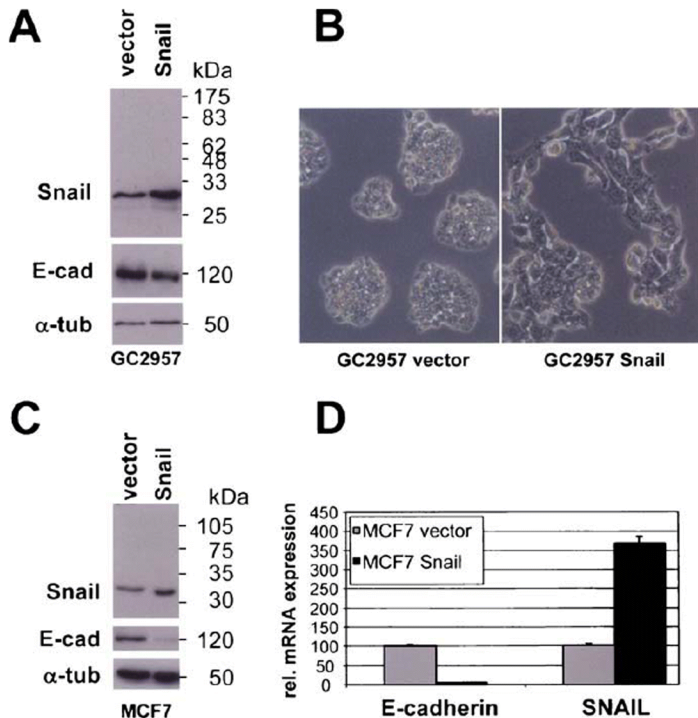 A
vector
Snail
kDa
175
83
62
48
33
25
Snail
E-cad
120
α-tub
50
GC2957
B
GC2957 vector
GC2957 Snail
C
vector
Snail
kDa
105
75
35
30
Snail
E-cad
120
α-tub
50
MCF7
D
rel. mRNA expression
450
400
350
300
250
200
150
100
50
0
MCF7 vector
MCF7 Snail
E-cadherin
SNAIL